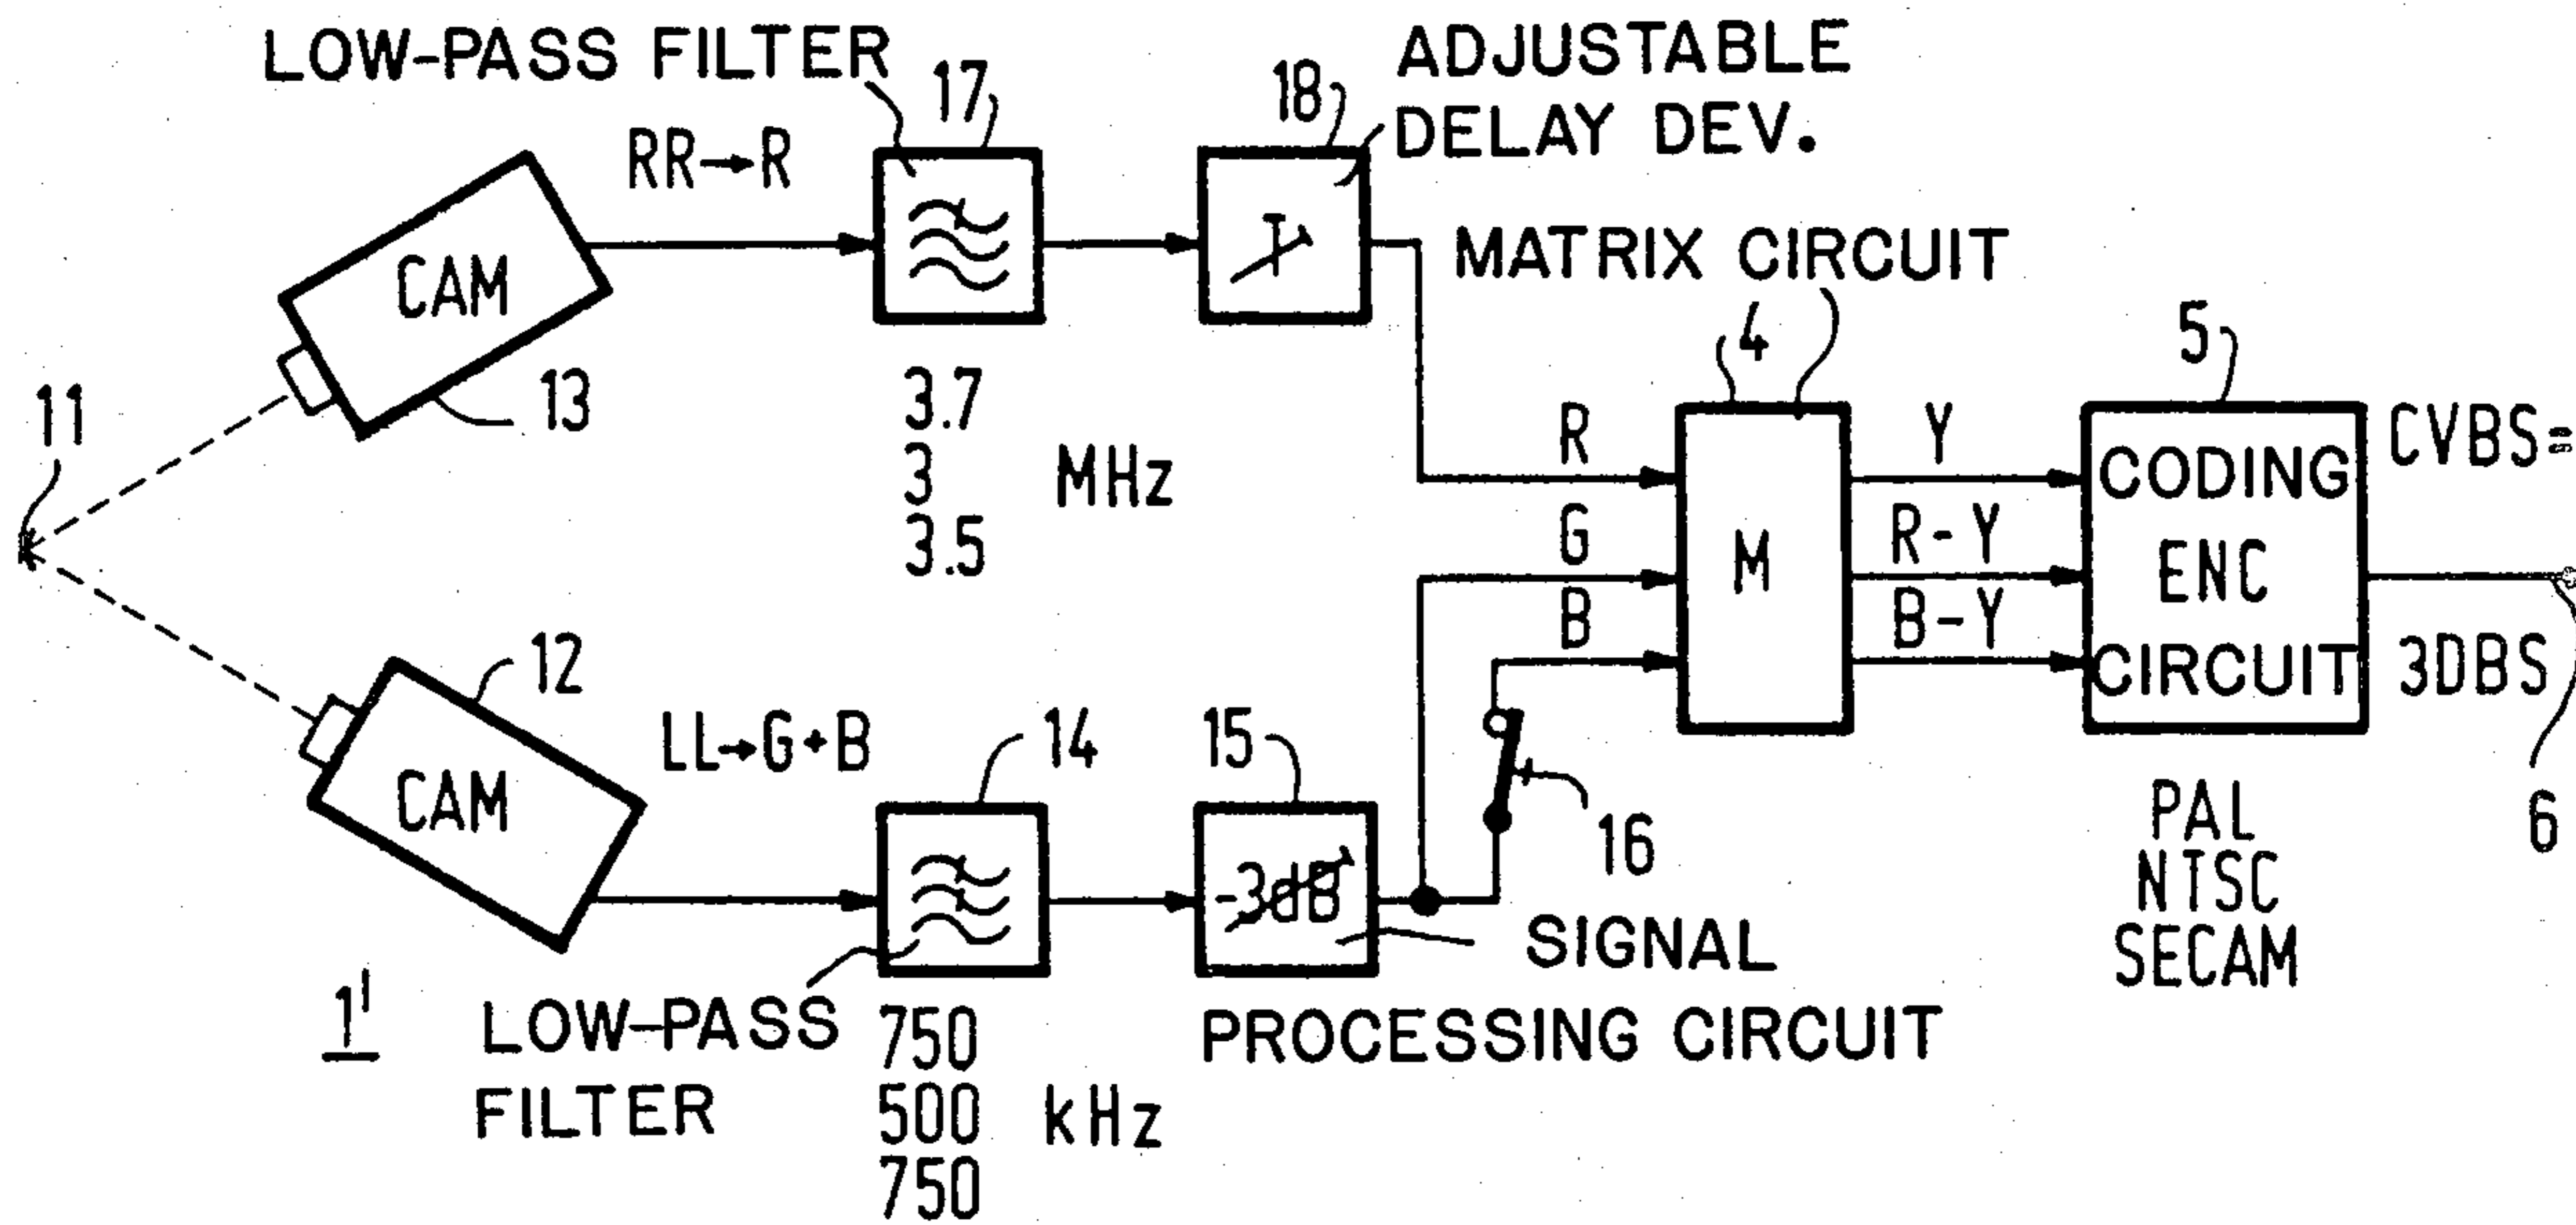 LOW-PASS FILTER
17
18
ADJUSTABLE
DELAY DEV.
RR→R
CAM
13
11
3.7
3 MHz
3.5
MATRIX CIRCUIT
4
5
R
G
B
M
Y
R-Y
B-Y
CODING
ENC
CIRCUIT
CVBS=
3DBS
6
PAL
NTSC
SECAM
12
CAM
LL→G+B
14
15
-3dB
16
SIGNAL
PROCESSING CIRCUIT
1'
LOW-PASS
FILTER
750
500 kHz
750